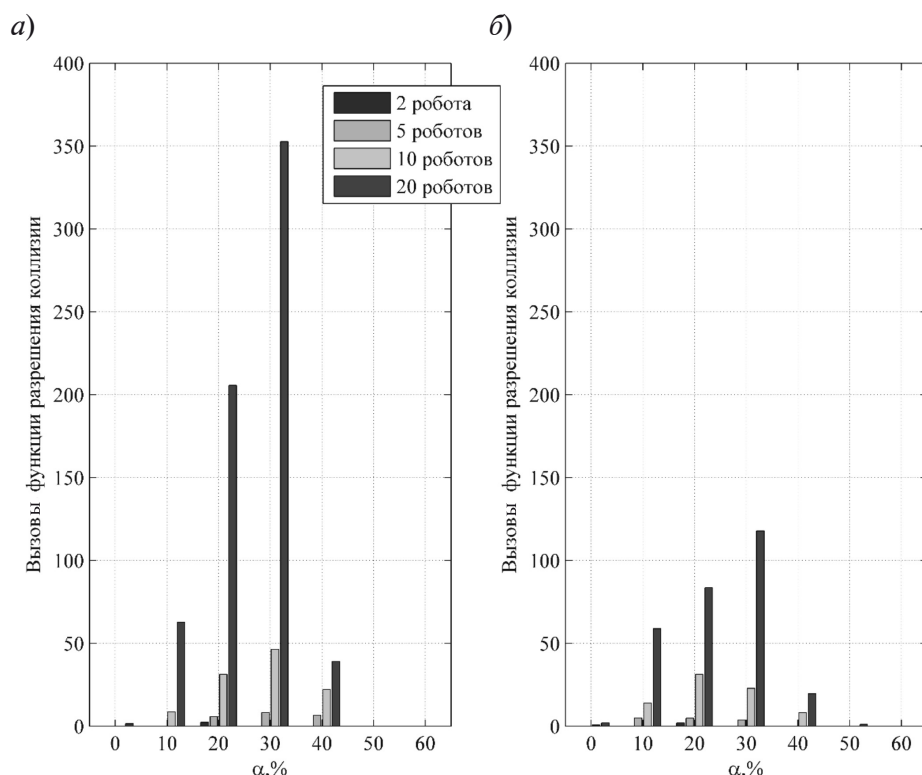 а)
400
350
300
250
200
150
100
50
0
Вызовы функции разрешения коллизии
0 10 20 30 40 50 60
α,%
2 робота
5 роботов
10 роботов
20 роботов
б)
400
350
300
250
200
150
100
50
0
Вызовы функции разрешения коллизии
0 10 20 30 40 50 60
α,%